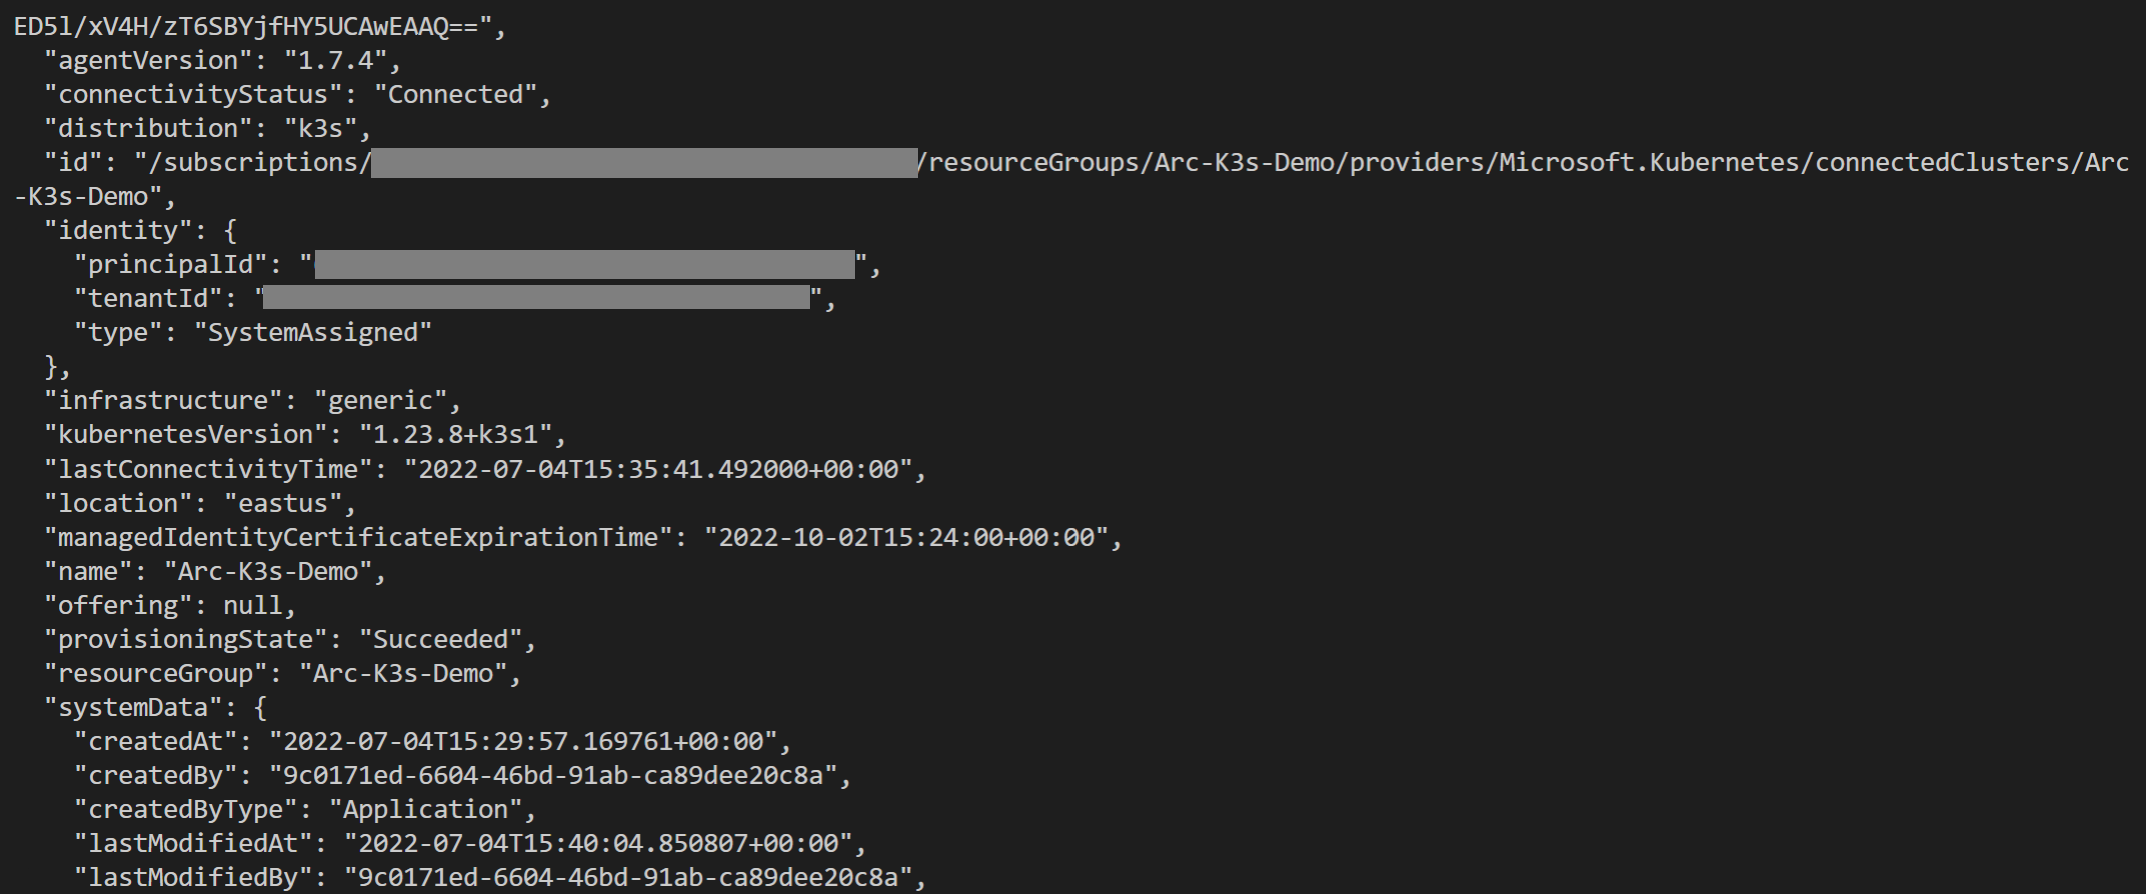 ED5l/xV4H/zT6SBYjfHY5UCAwEAAQ==",
  "agentVersion": "1.7.4",
  "connectivityStatus": "Connected",
  "distribution": "k3s",
  "id": "/subscriptions/ /resourceGroups/Arc-K3s-Demo/providers/Microsoft.Kubernetes/connectedClusters/Arc
-K3s-Demo",
  "identity": {
    "principalId": " ",
    "tenantId": " ",
    "type": "SystemAssigned"
  },
  "infrastructure": "generic",
  "kubernetesVersion": "1.23.8+k3s1",
  "lastConnectivityTime": "2022-07-04T15:35:41.492000+00:00",
  "location": "eastus",
  "managedIdentityCertificateExpirationTime": "2022-10-02T15:24:00+00:00",
  "name": "Arc-K3s-Demo",
  "offering": null,
  "provisioningState": "Succeeded",
  "resourceGroup": "Arc-K3s-Demo",
  "systemData": {
    "createdAt": "2022-07-04T15:29:57.169761+00:00",
    "createdBy": "9c0171ed-6604-46bd-91ab-ca89dee20c8a",
    "createdByType": "Application",
    "lastModifiedAt": "2022-07-04T15:40:04.850807+00:00",
    "lastModifiedBy": "9c0171ed-6604-46bd-91ab-ca89dee20c8a",